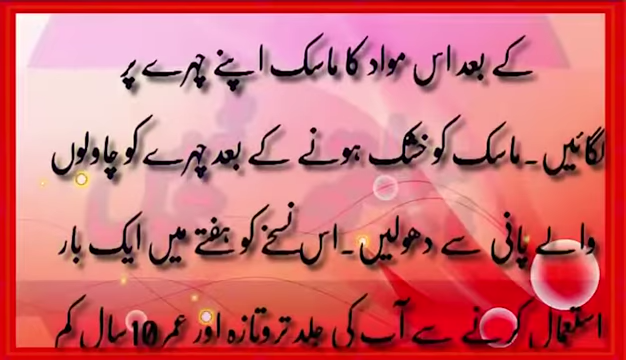 کے بعد اس مواد کا ماسک اپنے چہرے پر
لگائیں۔ماسک کو خشک ہونے کے بعد چہرے کو چاولوں
والے پانی سے دھولیں۔اس نسخے کو ہفتے میں ایک بار
استعمال کرنے سے آپ کی جلد تروتازہ اور عمر 10 سال کم